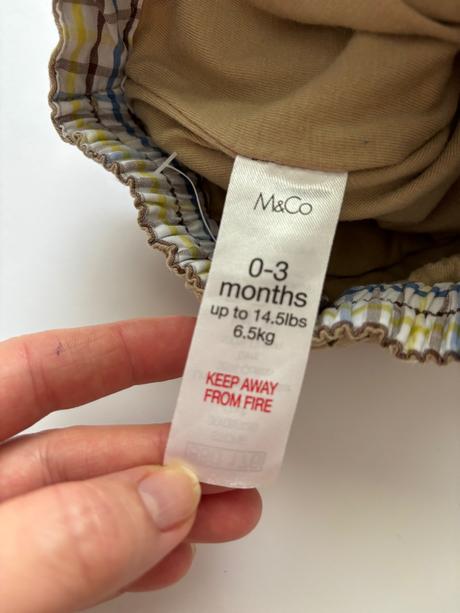 M&Co
0-3
months
up to 14.5lbs
6.5kg
KEEP AWAY
FROM FIRE